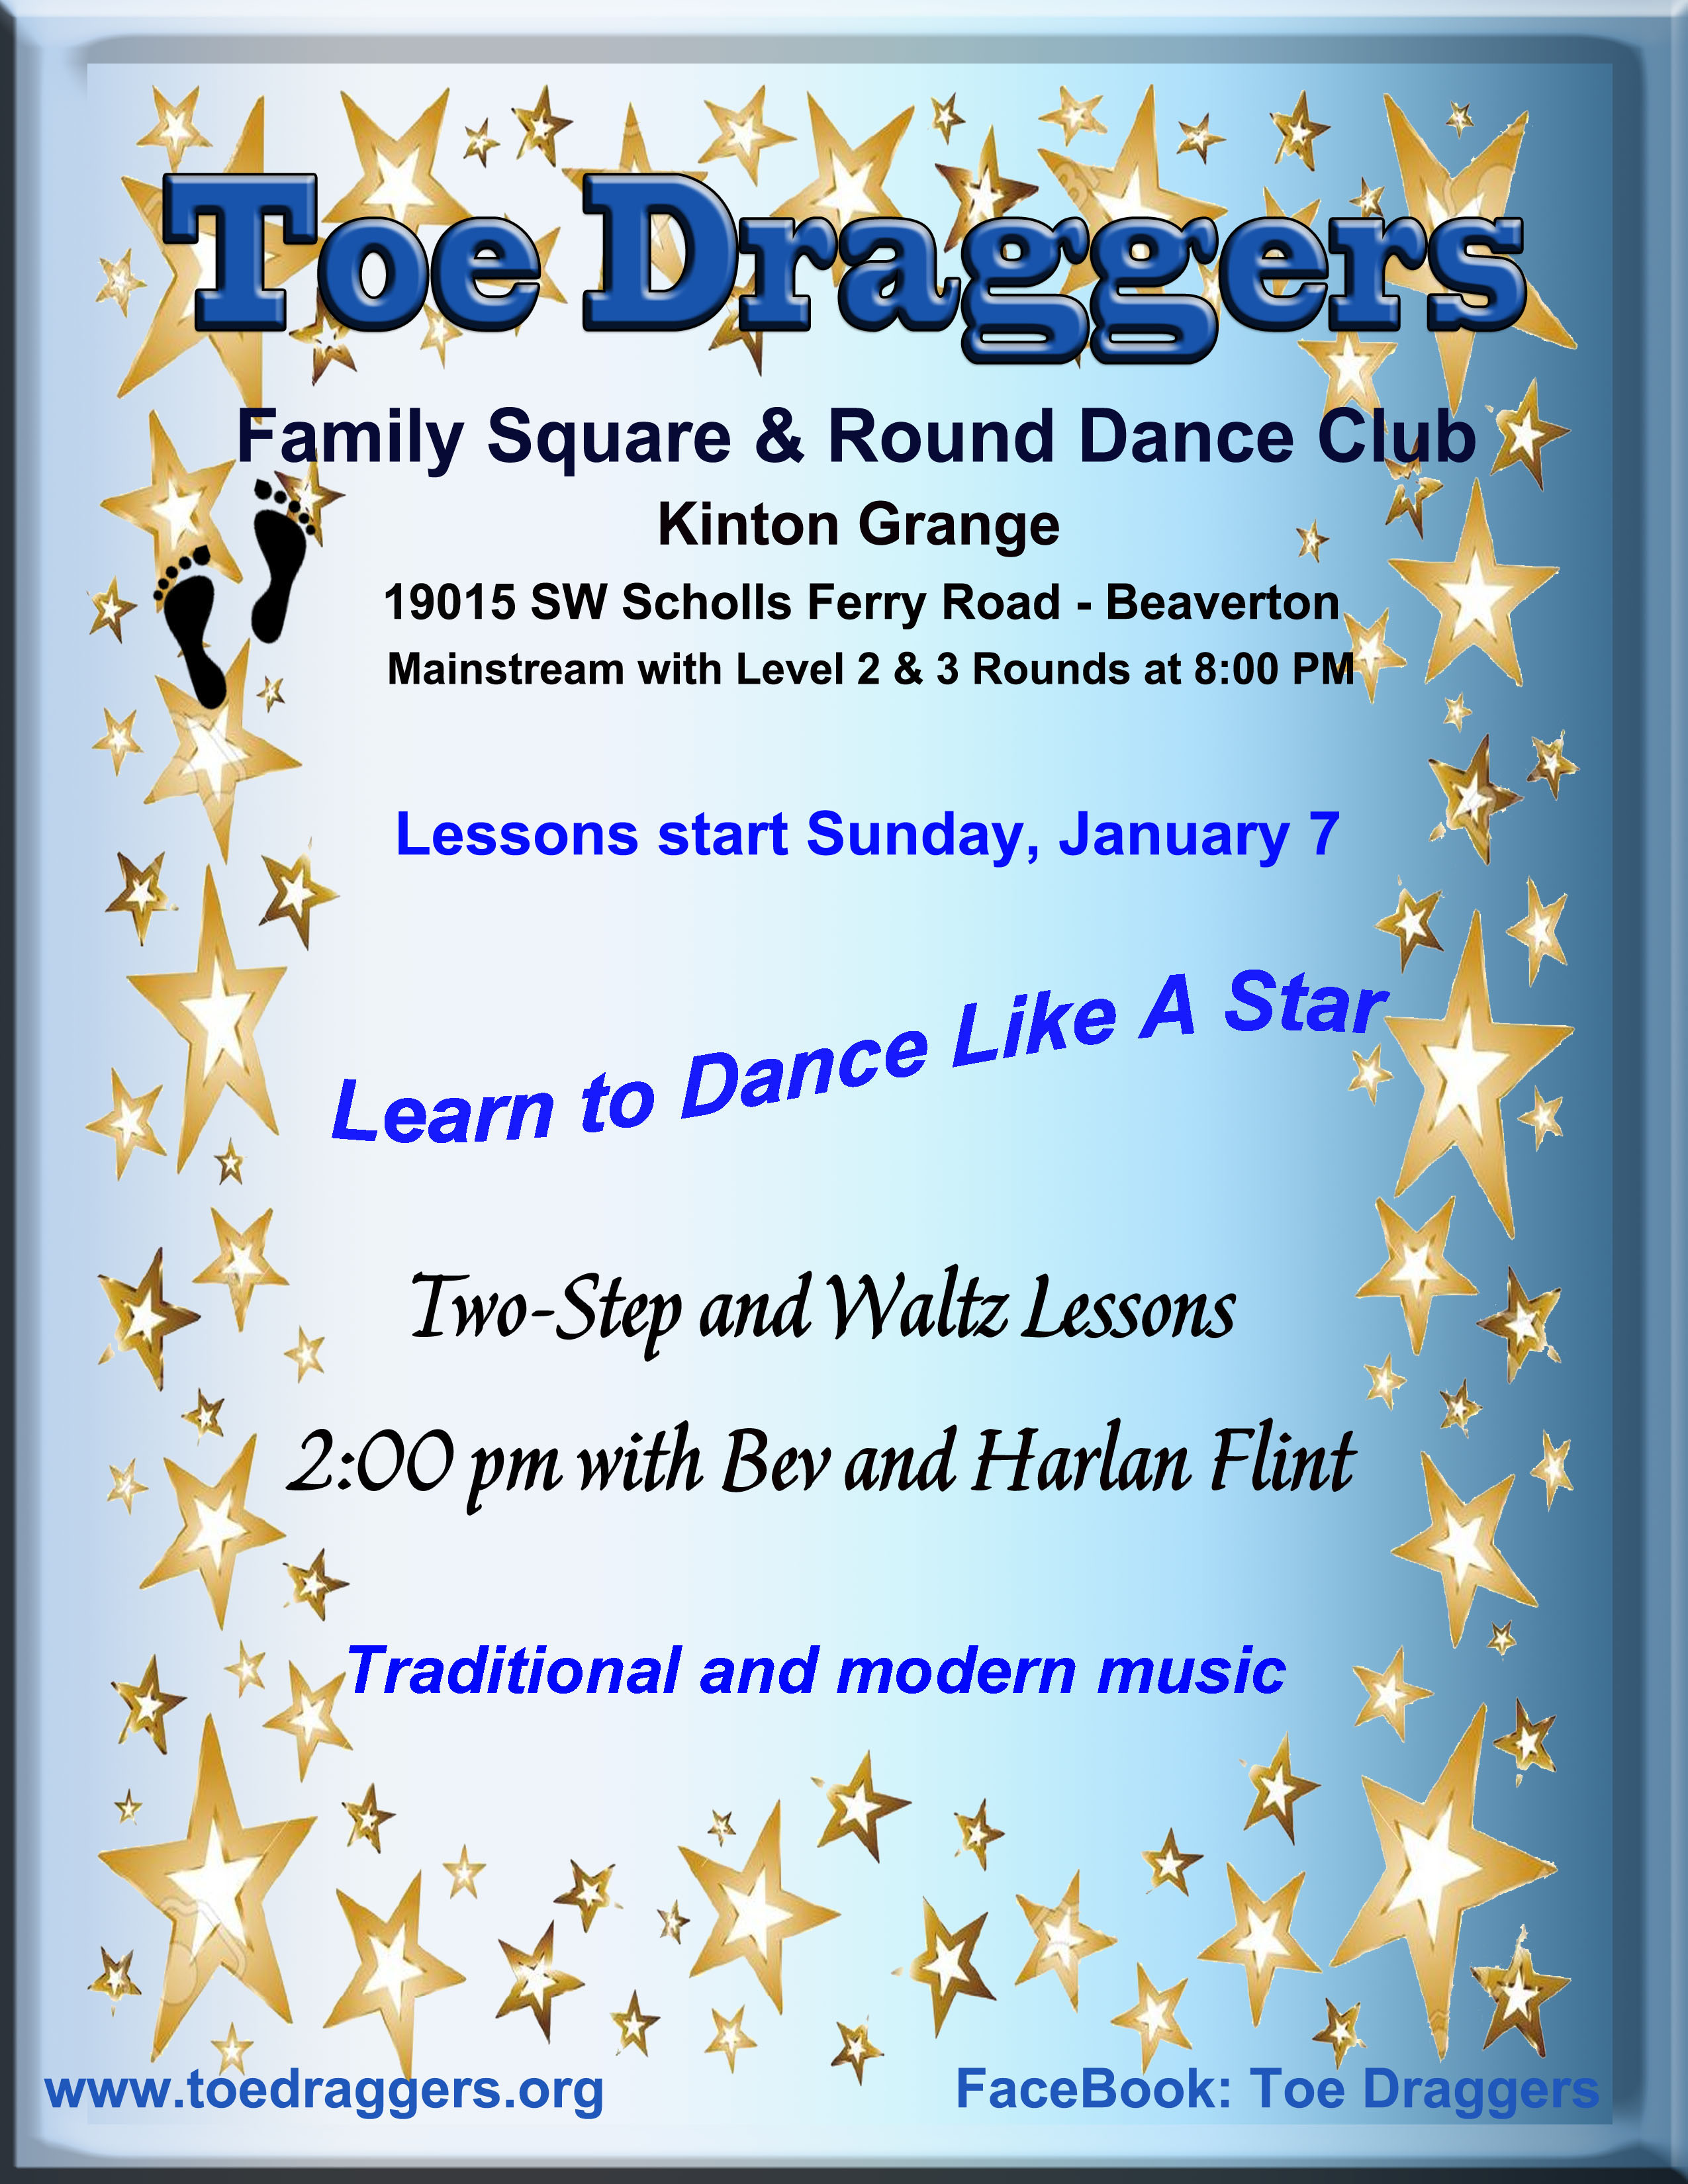 Toe Draggers
Family Square & Round Dance Club
Kinton Grange
19015 SW Scholls Ferry Road - Beaverton
Mainstream with Level 2 & 3 Rounds at 8:00 PM
Lessons start Sunday, January 7
Learn to Dance Like A Star
Two-Step and Waltz Lessons
2:00 pm with Bev and Harlan Flint
Traditional and modern music
www.toedraggers.org
FaceBook: Toe Draggers